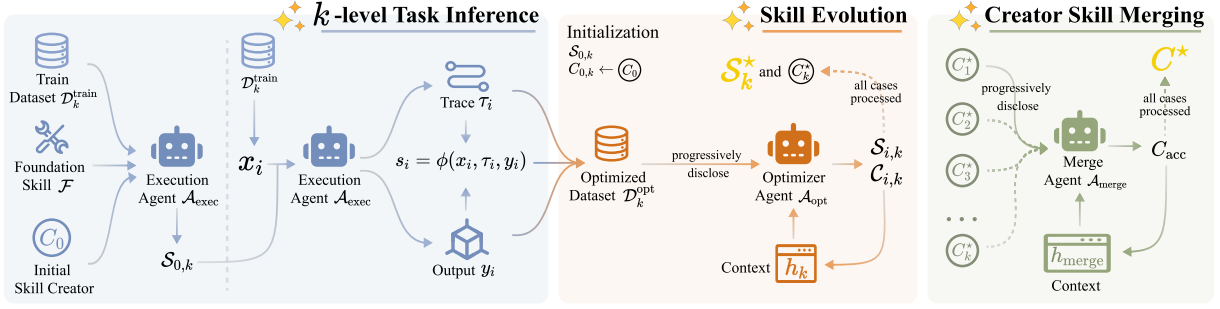 k-level Task Inference
Train
Dataset 𝒟_k^train
Foundation
Skill ℱ
C_0
Initial
Skill Creator
Execution
Agent 𝒜_exec
𝒮_{0,k}
𝒟_k^train
x_i
Execution
Agent 𝒜_exec
Trace τ_i
s_i = ϕ(x_i, τ_i, y_i)
Output y_i
Skill Evolution
Initialization
𝒮_{0,k}
C_{0,k} ← C_0
Optimized
Dataset 𝒟_k^opt
progressively
disclose
𝒮_k^⋆ and C_k^⋆
Optimizer
Agent 𝒜_opt
all cases
processed
𝒮_{i,k}
𝒞_{i,k}
Context h_k
Creator Skill Merging
C_1^⋆
C_2^⋆
C_3^⋆
...
C_k^⋆
progressively
disclose
Merge
Agent 𝒜_merge
C^⋆
all cases
processed
C_acc
h_merge
Context